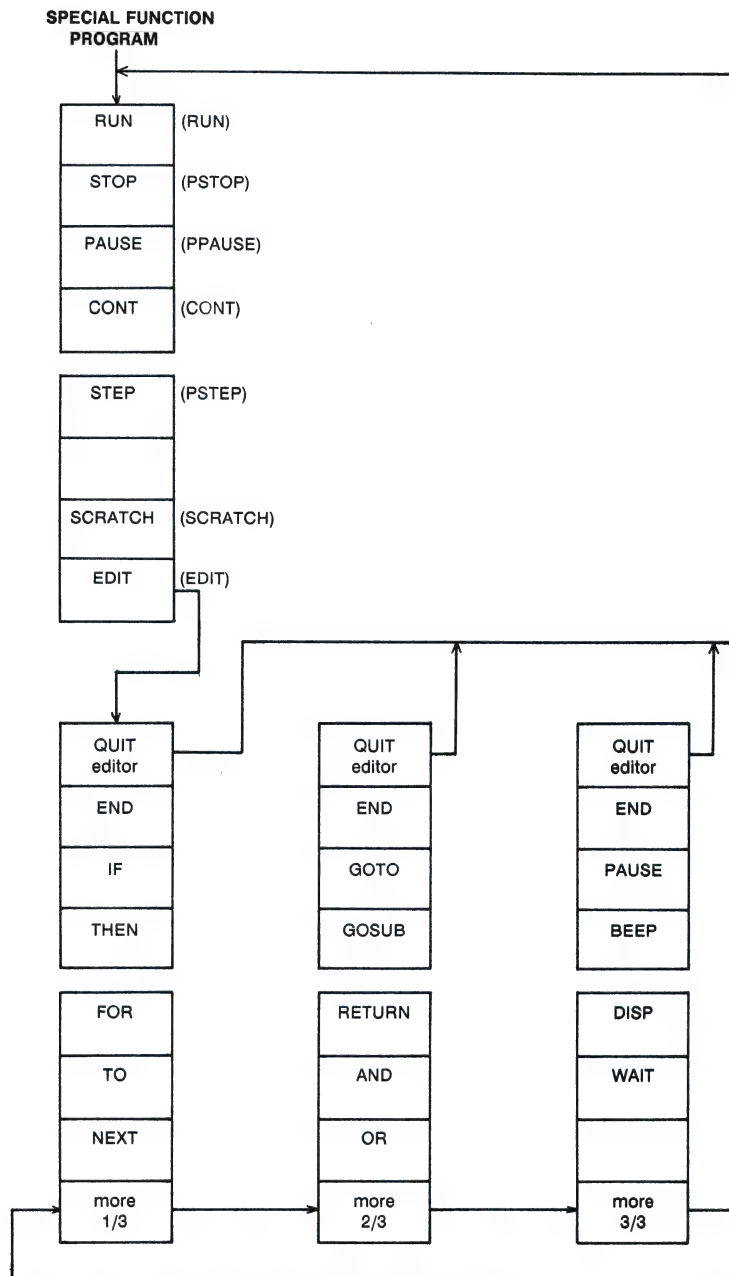 SPECIAL FUNCTION
PROGRAM
RUN (RUN)
STOP (PSTOP)
PAUSE (PPAUSE)
CONT (CONT)
STEP (PSTEP)
SCRATCH (SCRATCH)
EDIT (EDIT)
QUIT
editor
END
IF
THEN
FOR
TO
NEXT
more
1/3
QUIT
editor
END
GOTO
GOSUB
RETURN
AND
OR
more
2/3
QUIT
editor
END
PAUSE
BEEP
DISP
WAIT
more
3/3